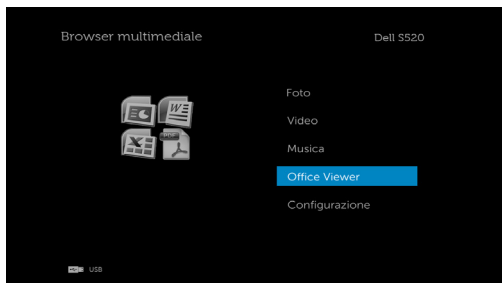 Browser multimediale
Dell S520
Foto
Video
Musica
Office Viewer
Configurazione
USB